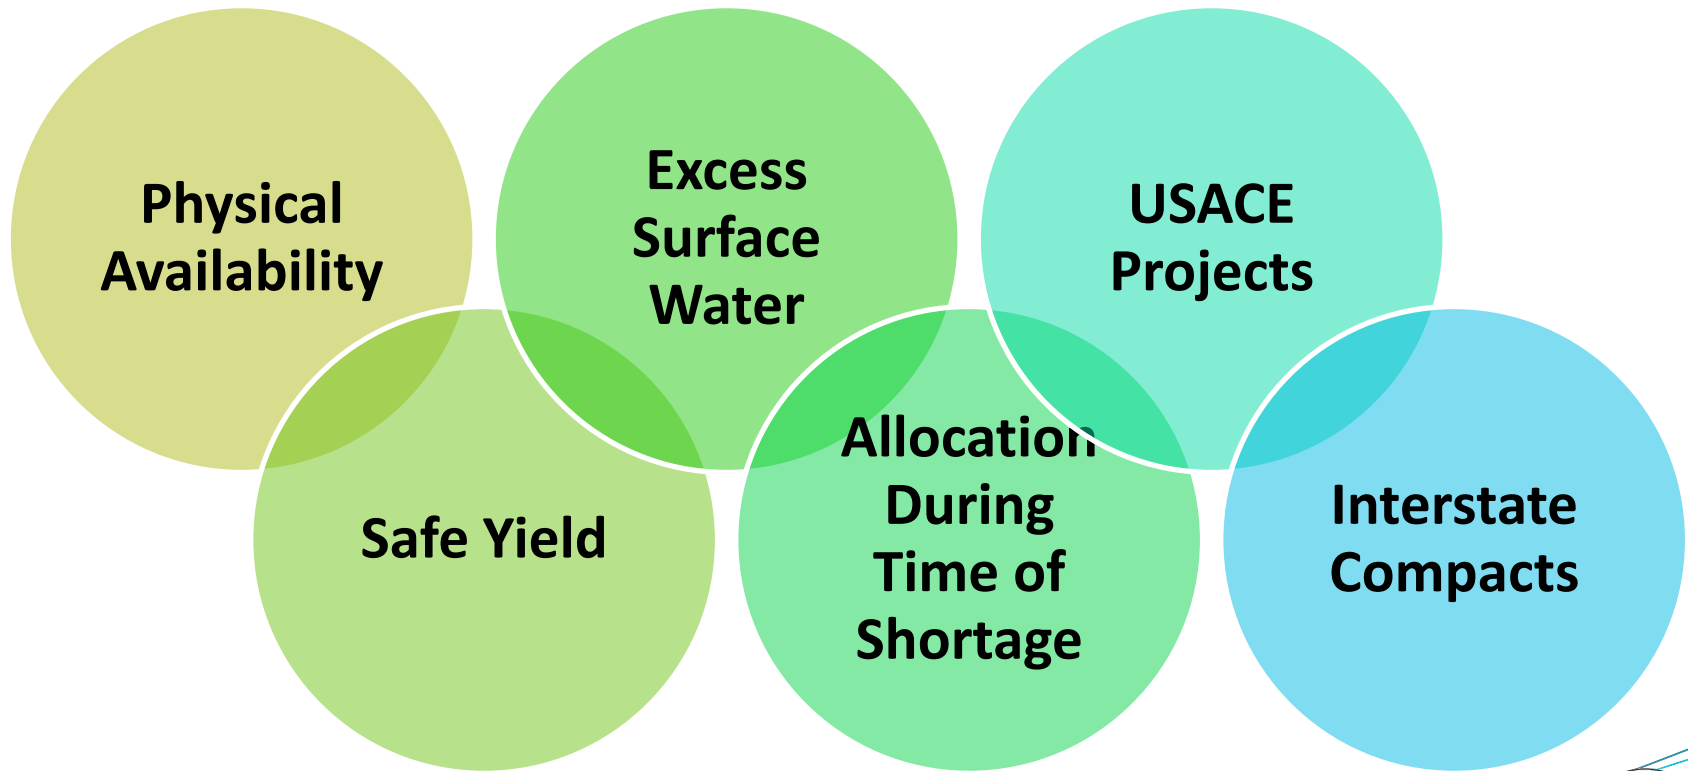 Physical
Availability
Safe Yield
Excess
Surface
Water
Allocation
During
Time of
Shortage
USACE
Projects
Interstate
Compacts